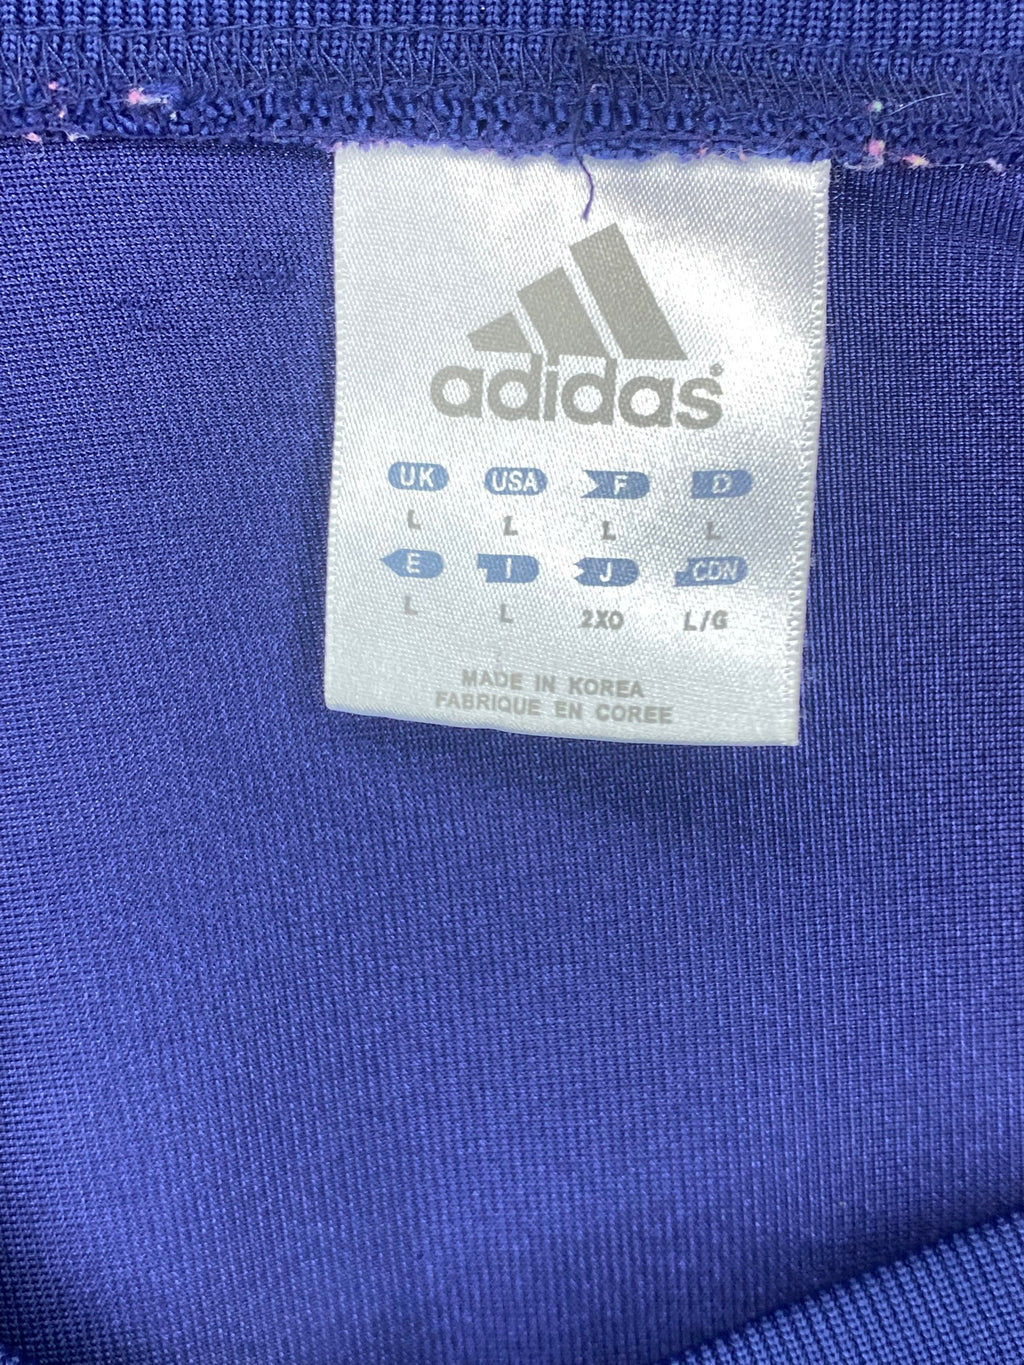 adidas®
UK USA F D
L L L L
E I J CDN
L L 2XO L/G
MADE IN KOREA
FABRIQUE EN COREE